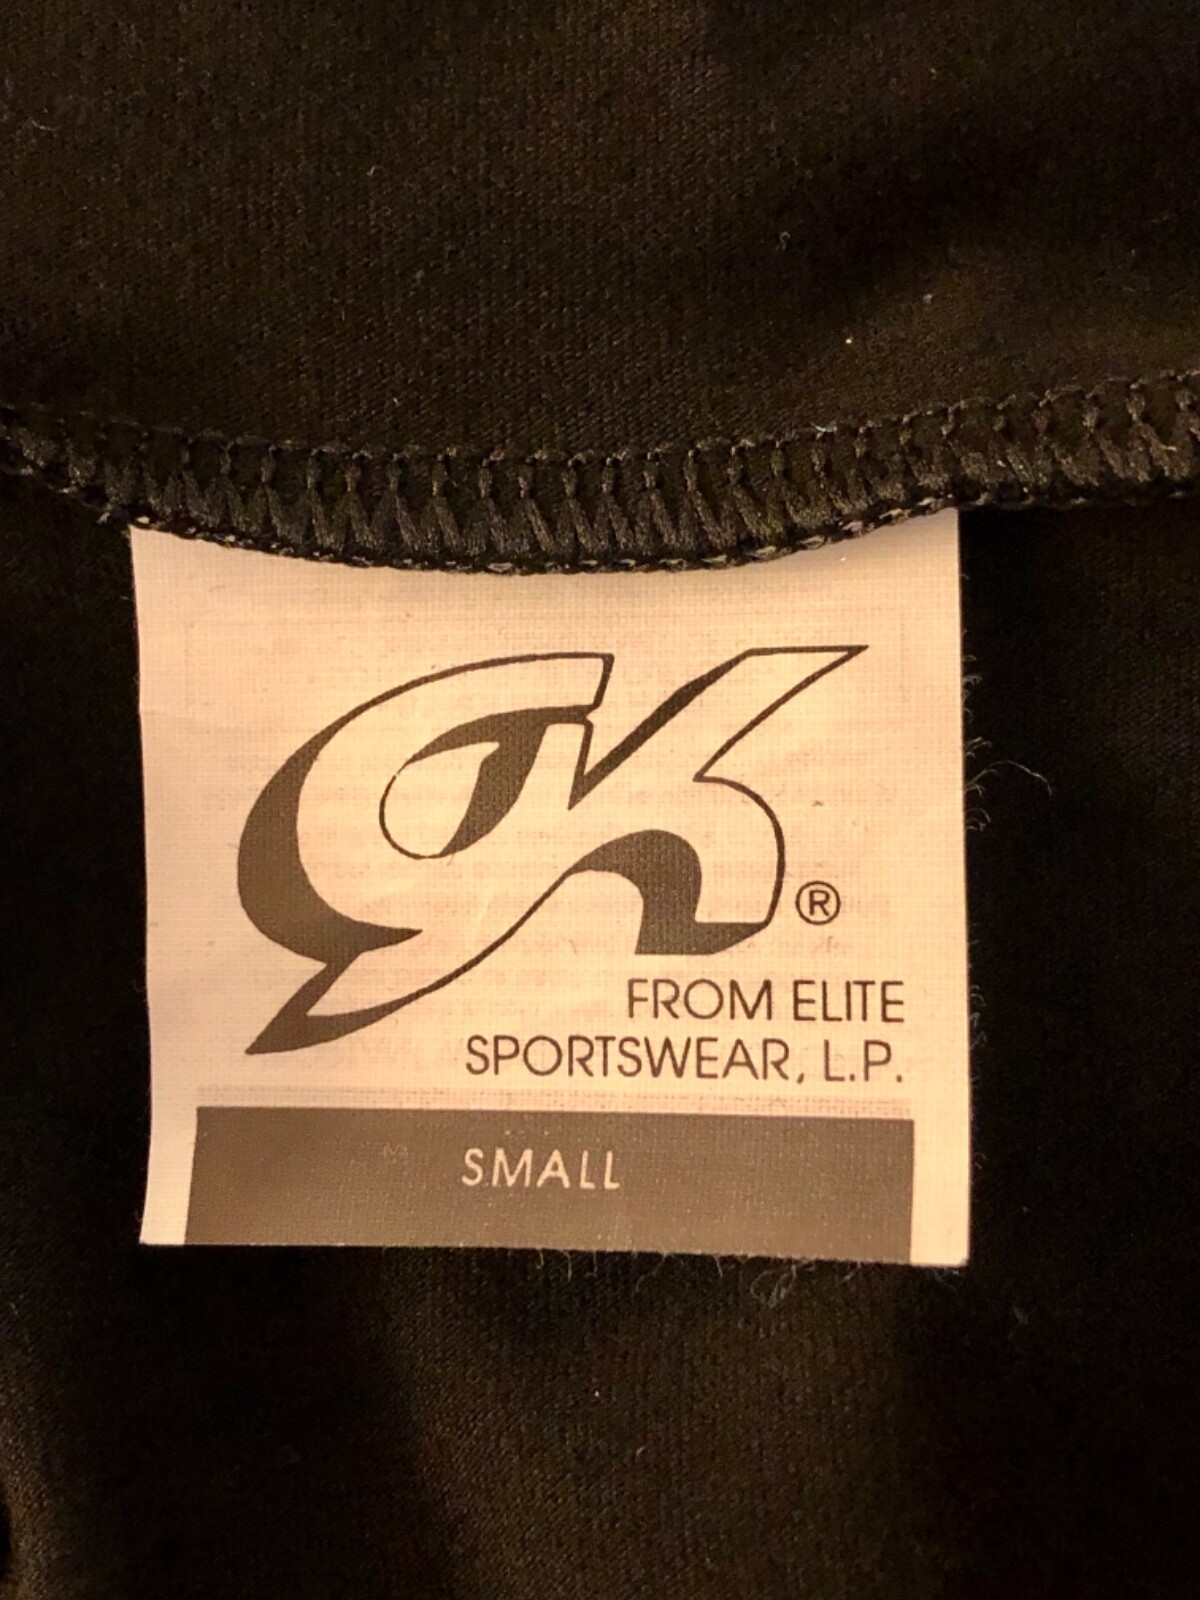 GK®
FROM ELITE
SPORTSWEAR, L.P.
SMALL